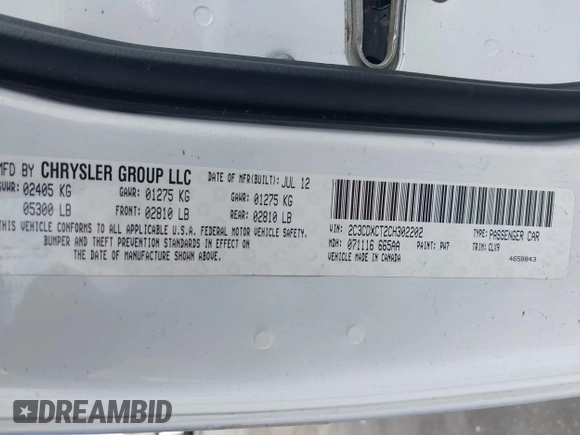 MFD BY CHRYSLER GROUP LLC DATE OF MFR(BUILT): JUL 12
GVWR: 02405 KG GAWR: 01275 KG GAWR: 01275 KG
05300 LB FRONT: 02810 LB REAR: 02810 LB
THIS VEHICLE CONFORMS TO ALL APPLICABLE U.S.A. FEDERAL MOTOR VEHICLE SAFETY,
BUMPER AND THEFT PREVENTION STANDARDS IN EFFECT ON
THE DATE OF MANUFACTURE SHOWN ABOVE.
VIN: 2C3CDXCT2CH302202 TYPE: PASSENGER CAR
MDH: 071116 665AA PAINT: PW7 TRIM: CLX9
VEHICLE MADE IN CANADA 4658843
DREAMBID